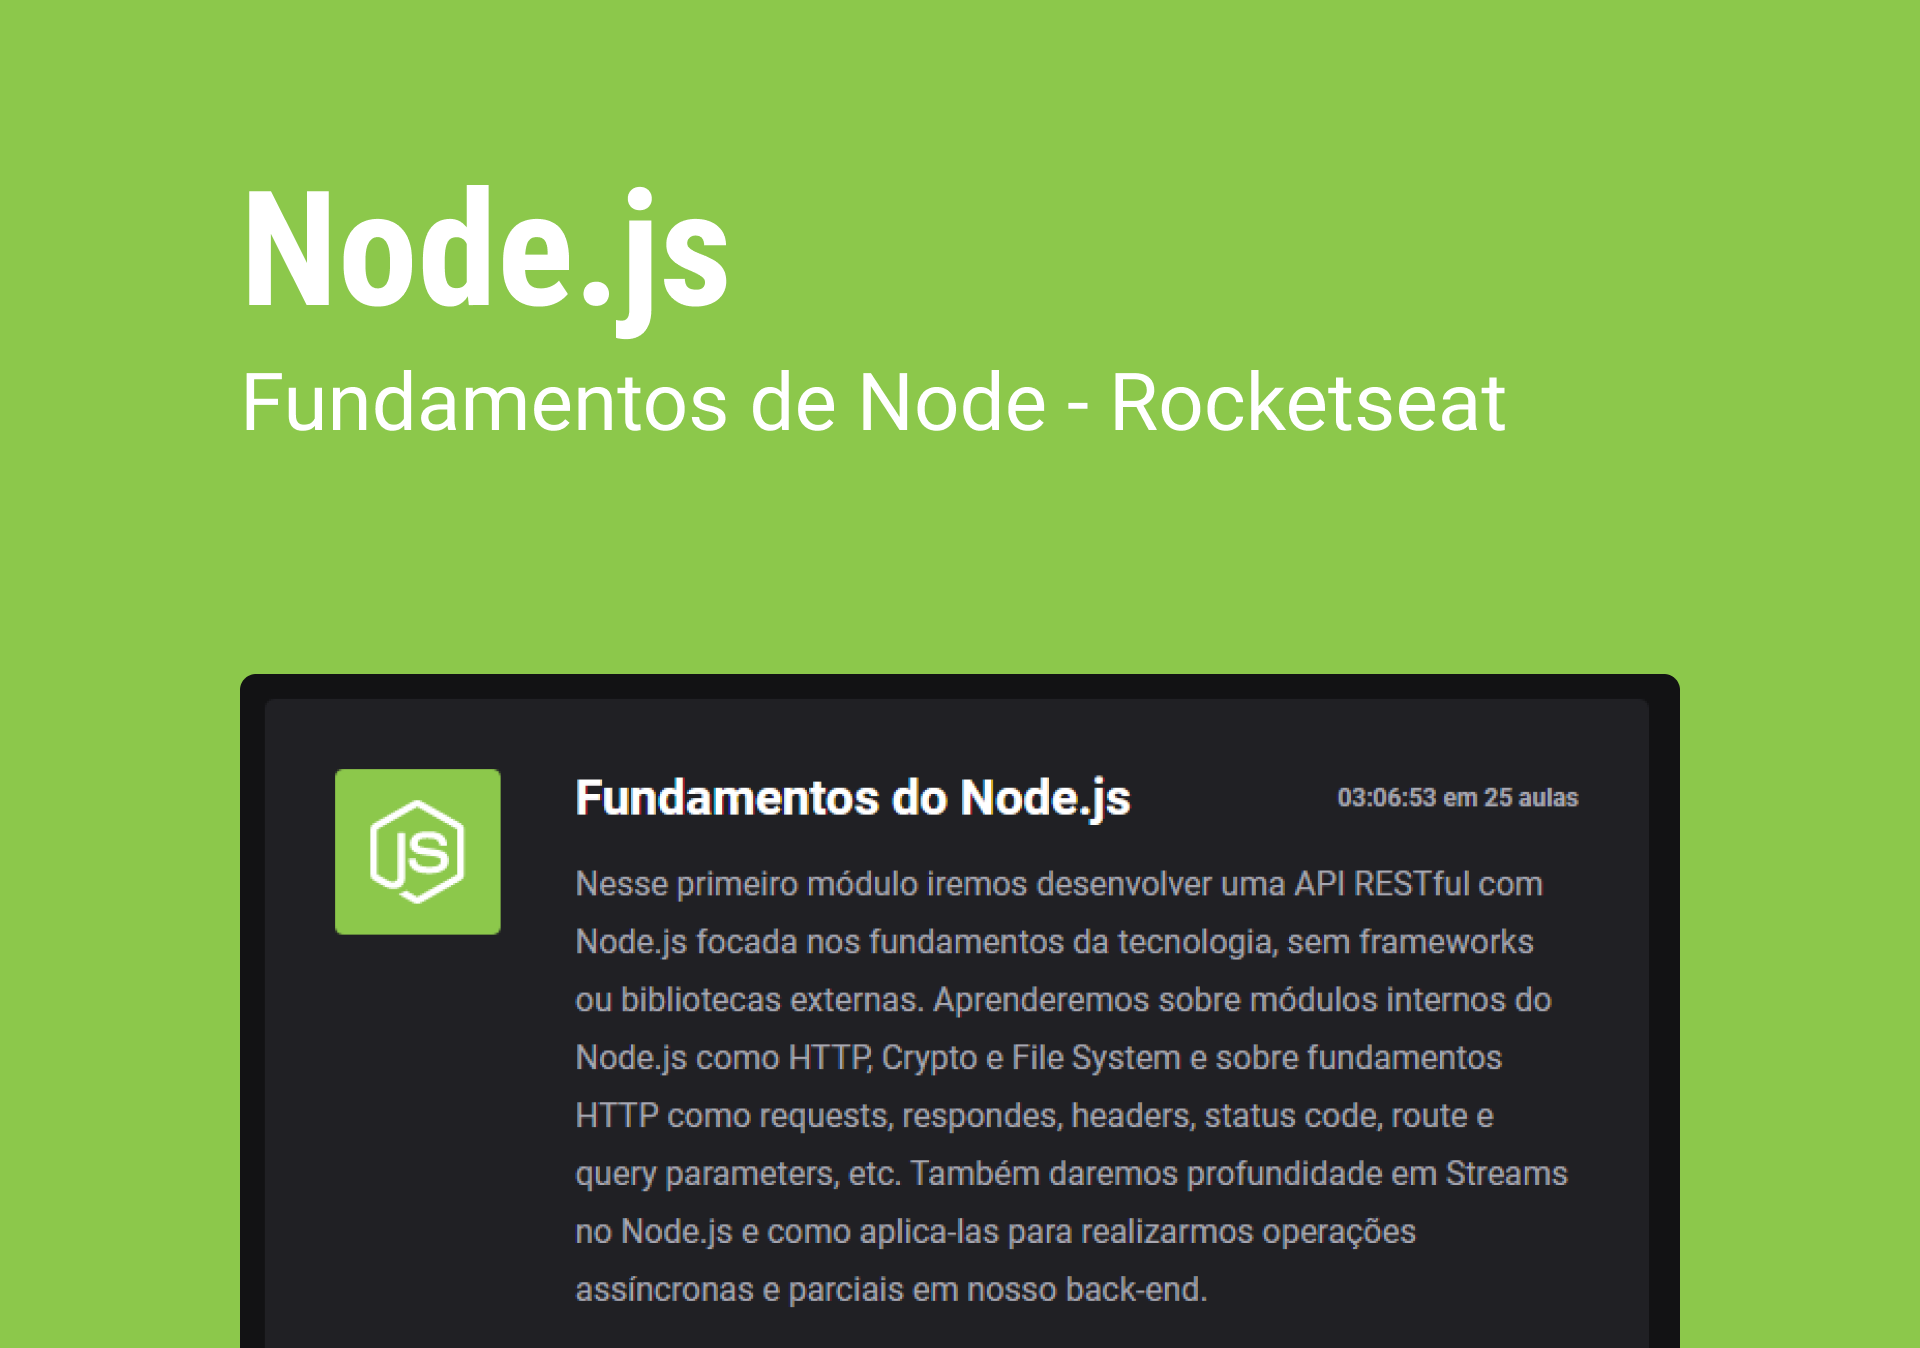 Node.js
Fundamentos de Node - Rocketseat
JS
Fundamentos do Node.js
03:06:53 em 25 aulas
Nesse primeiro módulo iremos desenvolver uma API RESTful com
Node.js focada nos fundamentos da tecnologia, sem frameworks
ou bibliotecas externas. Aprenderemos sobre módulos internos do
Node.js como HTTP, Crypto e File System e sobre fundamentos
HTTP como requests, respondes, headers, status code, route e
query parameters, etc. Também daremos profundidade em Streams
no Node.js e como aplica-las para realizarmos operações
assíncronas e parciais em nosso back-end.